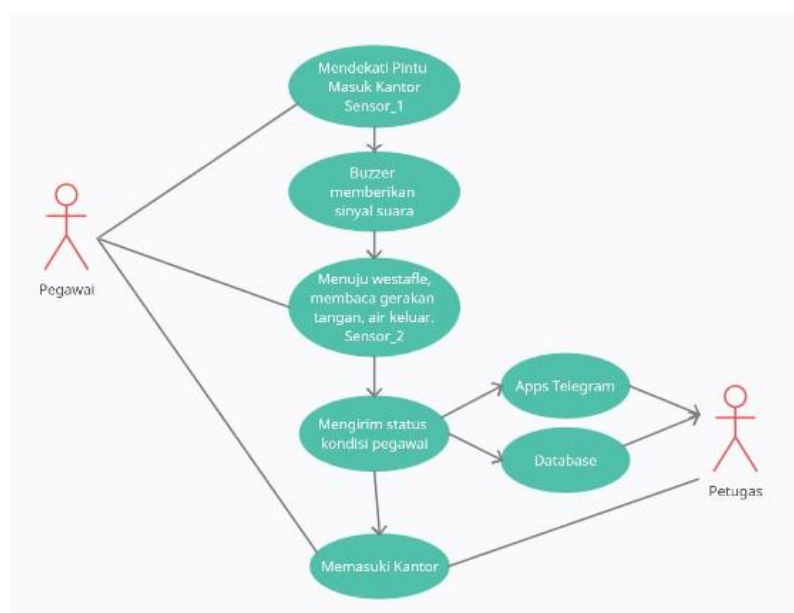 Mendekati Pintu
Masuk Kantor
Sensor_1
Buzzer
memberikan
sinyal suara
Pegawai
Menuju westafle,
membaca gerakan
tangan, air keluar.
Sensor_2
Apps Telegram
Mengirim status
kondisi pegawai
Database
Petugas
Memasuki Kantor